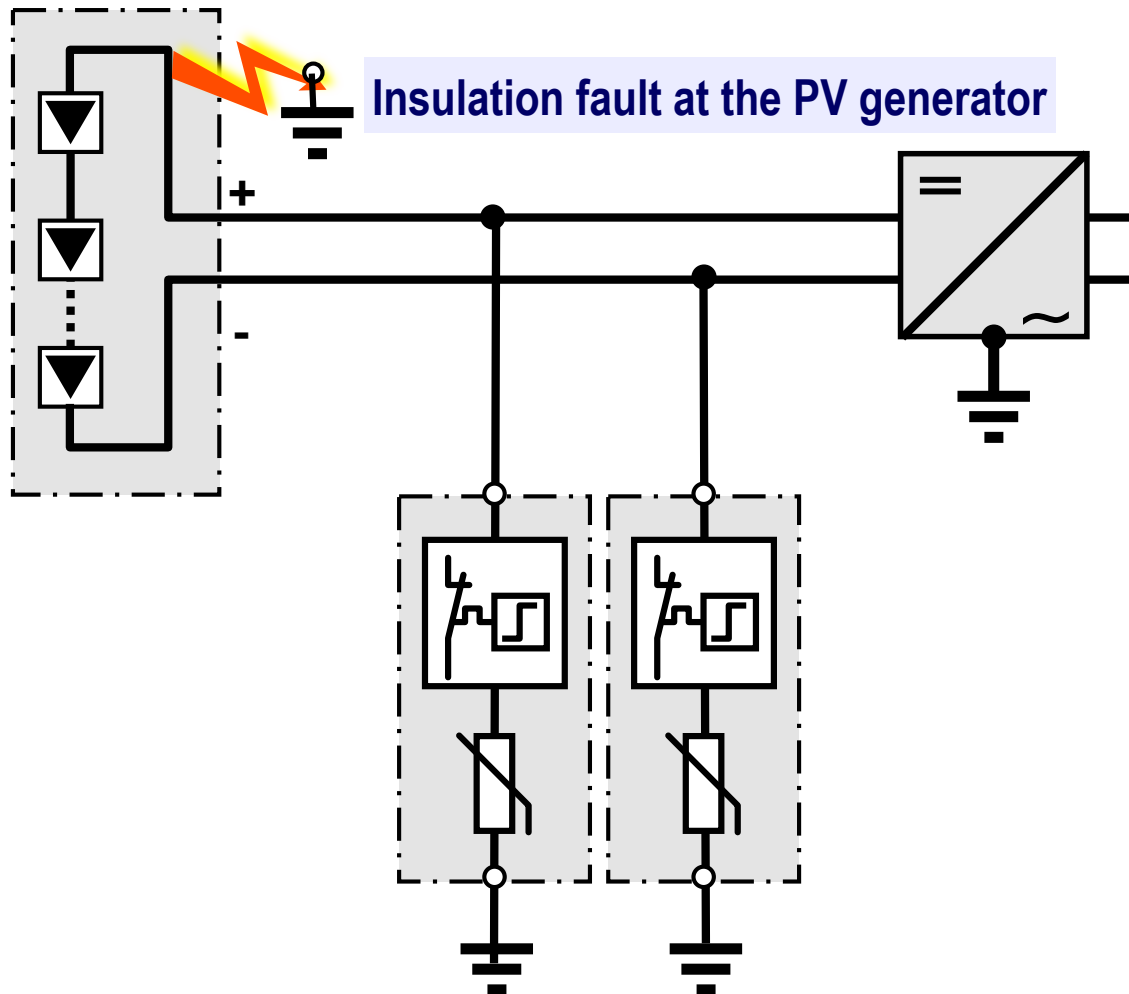 Insulation fault at the PV generator
+
-
=
~